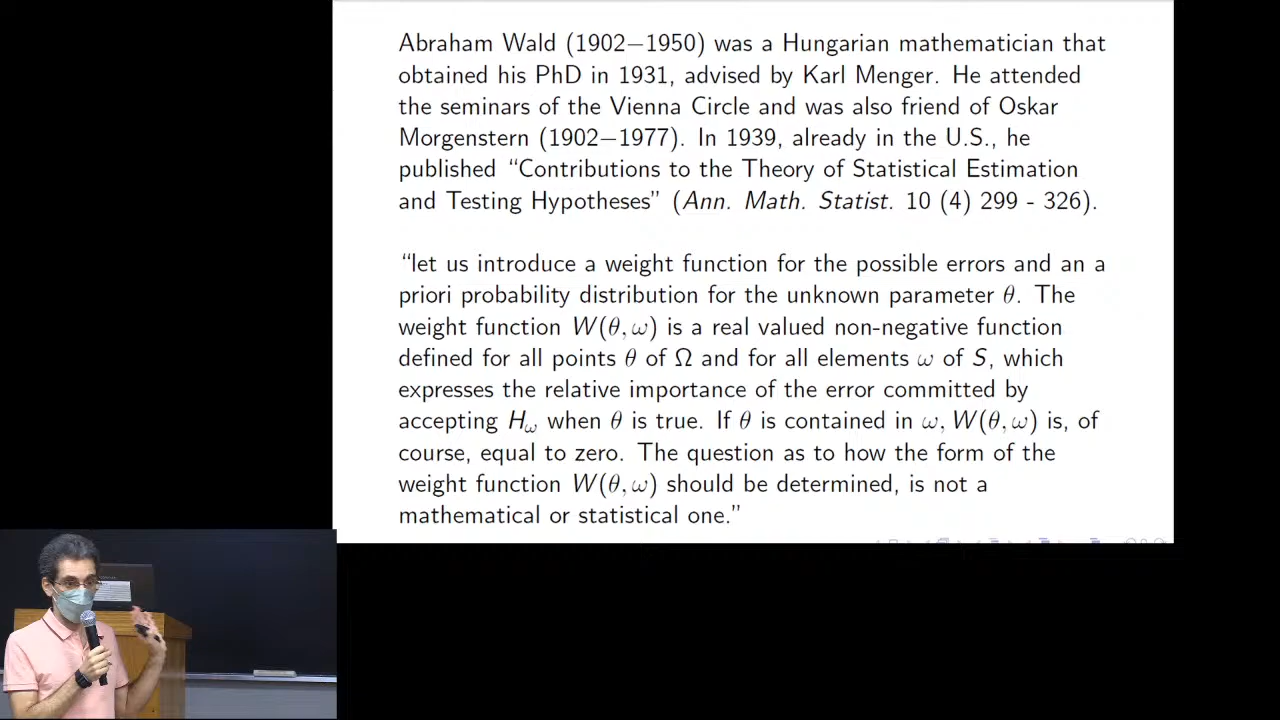 Abraham Wald (1902−1950) was a Hungarian mathematician that
obtained his PhD in 1931, advised by Karl Menger. He attended
the seminars of the Vienna Circle and was also friend of Oskar
Morgenstern (1902−1977). In 1939, already in the U.S., he
published “Contributions to the Theory of Statistical Estimation
and Testing Hypotheses” (Ann. Math. Statist. 10 (4) 299 - 326).
“let us introduce a weight function for the possible errors and an a
priori probability distribution for the unknown parameter θ. The
weight function W(θ, ω) is a real valued non-negative function
defined for all points θ of Ω and for all elements ω of S, which
expresses the relative importance of the error committed by
accepting H_ω when θ is true. If θ is contained in ω, W(θ, ω) is, of
course, equal to zero. The question as to how the form of the
weight function W(θ, ω) should be determined, is not a
mathematical or statistical one.”